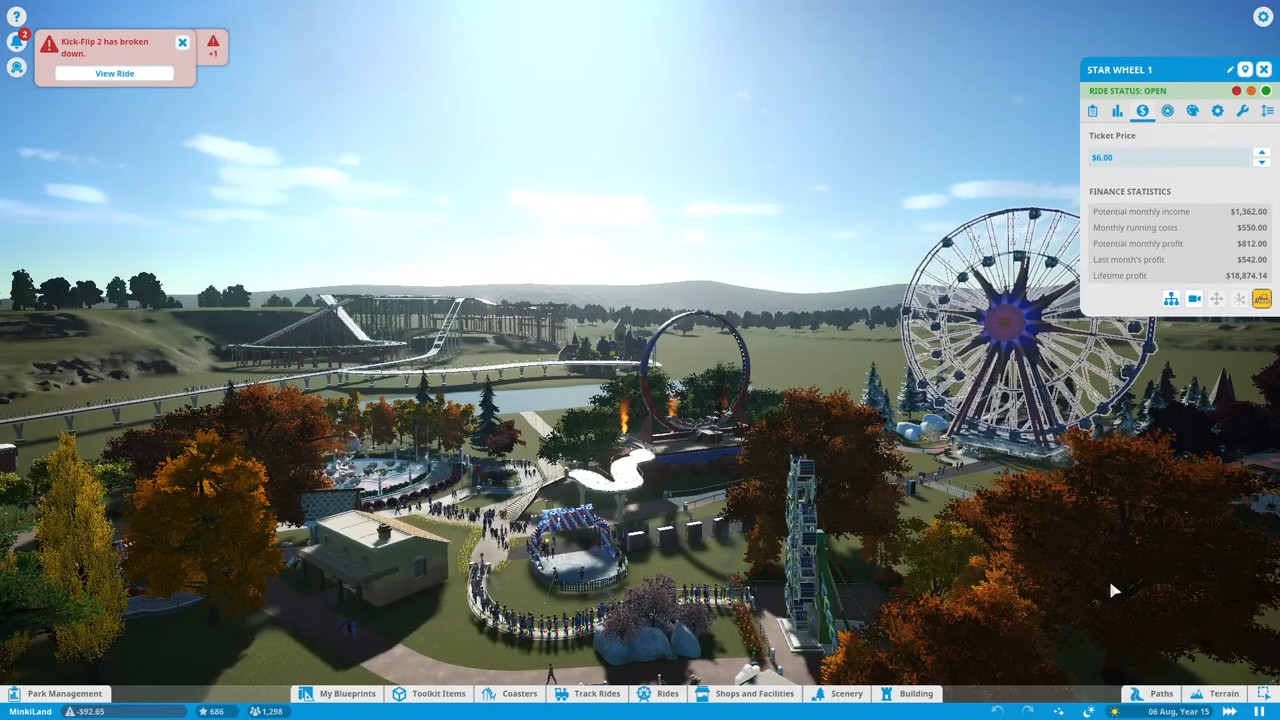 ?
2
Kick-Flip 2 has broken
down.
View Ride
+1
STAR WHEEL 1
RIDE STATUS: OPEN
Ticket Price
$6.00
FINANCE STATISTICS
Potential monthly income $1,362.00
Monthly running costs $550.00
Potential monthly profit $812.00
Last month's profit $542.00
Lifetime profit $18,874.14
Park Management
My Blueprints
Toolkit Items
Coasters
Track Rides
Rides
Shops and Facilities
Scenery
Building
Paths
Terrain
MinkiLand
-$92.65
686
1,298
06 Aug, Year 15